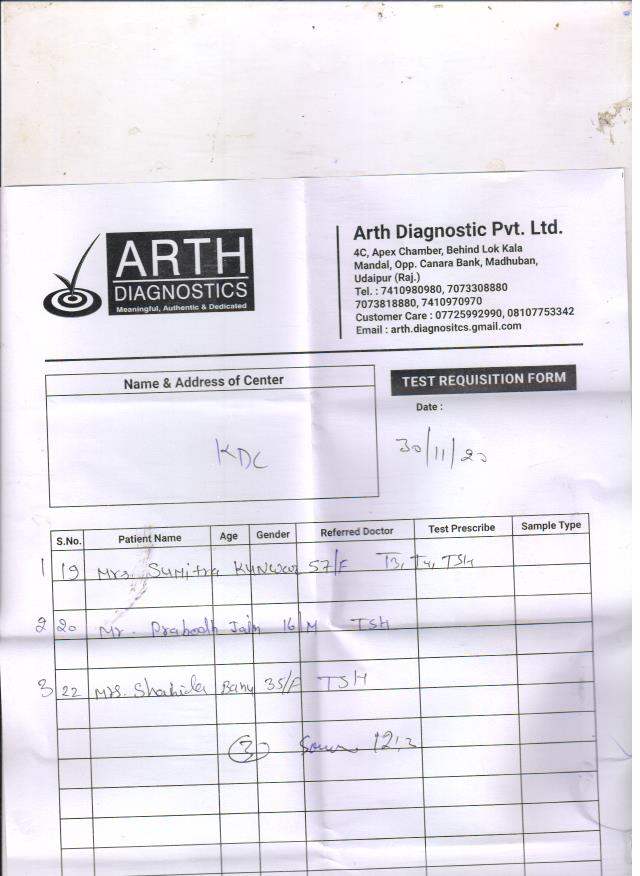 ARTH
DIAGNOSTICS
Meaningful, Authentic & Dedicated
Arth Diagnostic Pvt. Ltd.
4C, Apex Chamber, Behind Lok Kala
Mandal, Opp. Canara Bank, Madhuban,
Udaipur (Raj.)
Tel. : 7410980980, 7073308880
7073818880, 7410970970
Customer Care : 07725992990, 08107753342
Email : arth.diagnositcs.gmail.com
Name & Address of Center
KDC
TEST REQUISITION FORM
Date :
30/11/20
S.No. Patient Name Age Gender Referred Doctor Test Prescribe Sample Type
1 19 Mrs. Sumitra Kunwar 57/F T3, T4, TSH
2 20 Mr. Prabodh Jain 16/M TSH
3 22 Mrs. Shahida Banu 35/F TSH
3